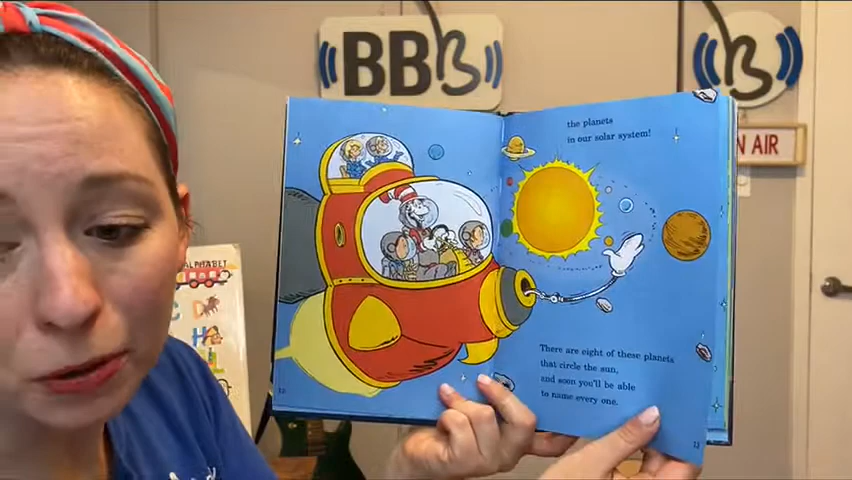 BBB
ON AIR
the planets
in our solar system!
There are eight of these planets
that circle the sun,
and soon you'll be able
to name every one.
ALPHABET